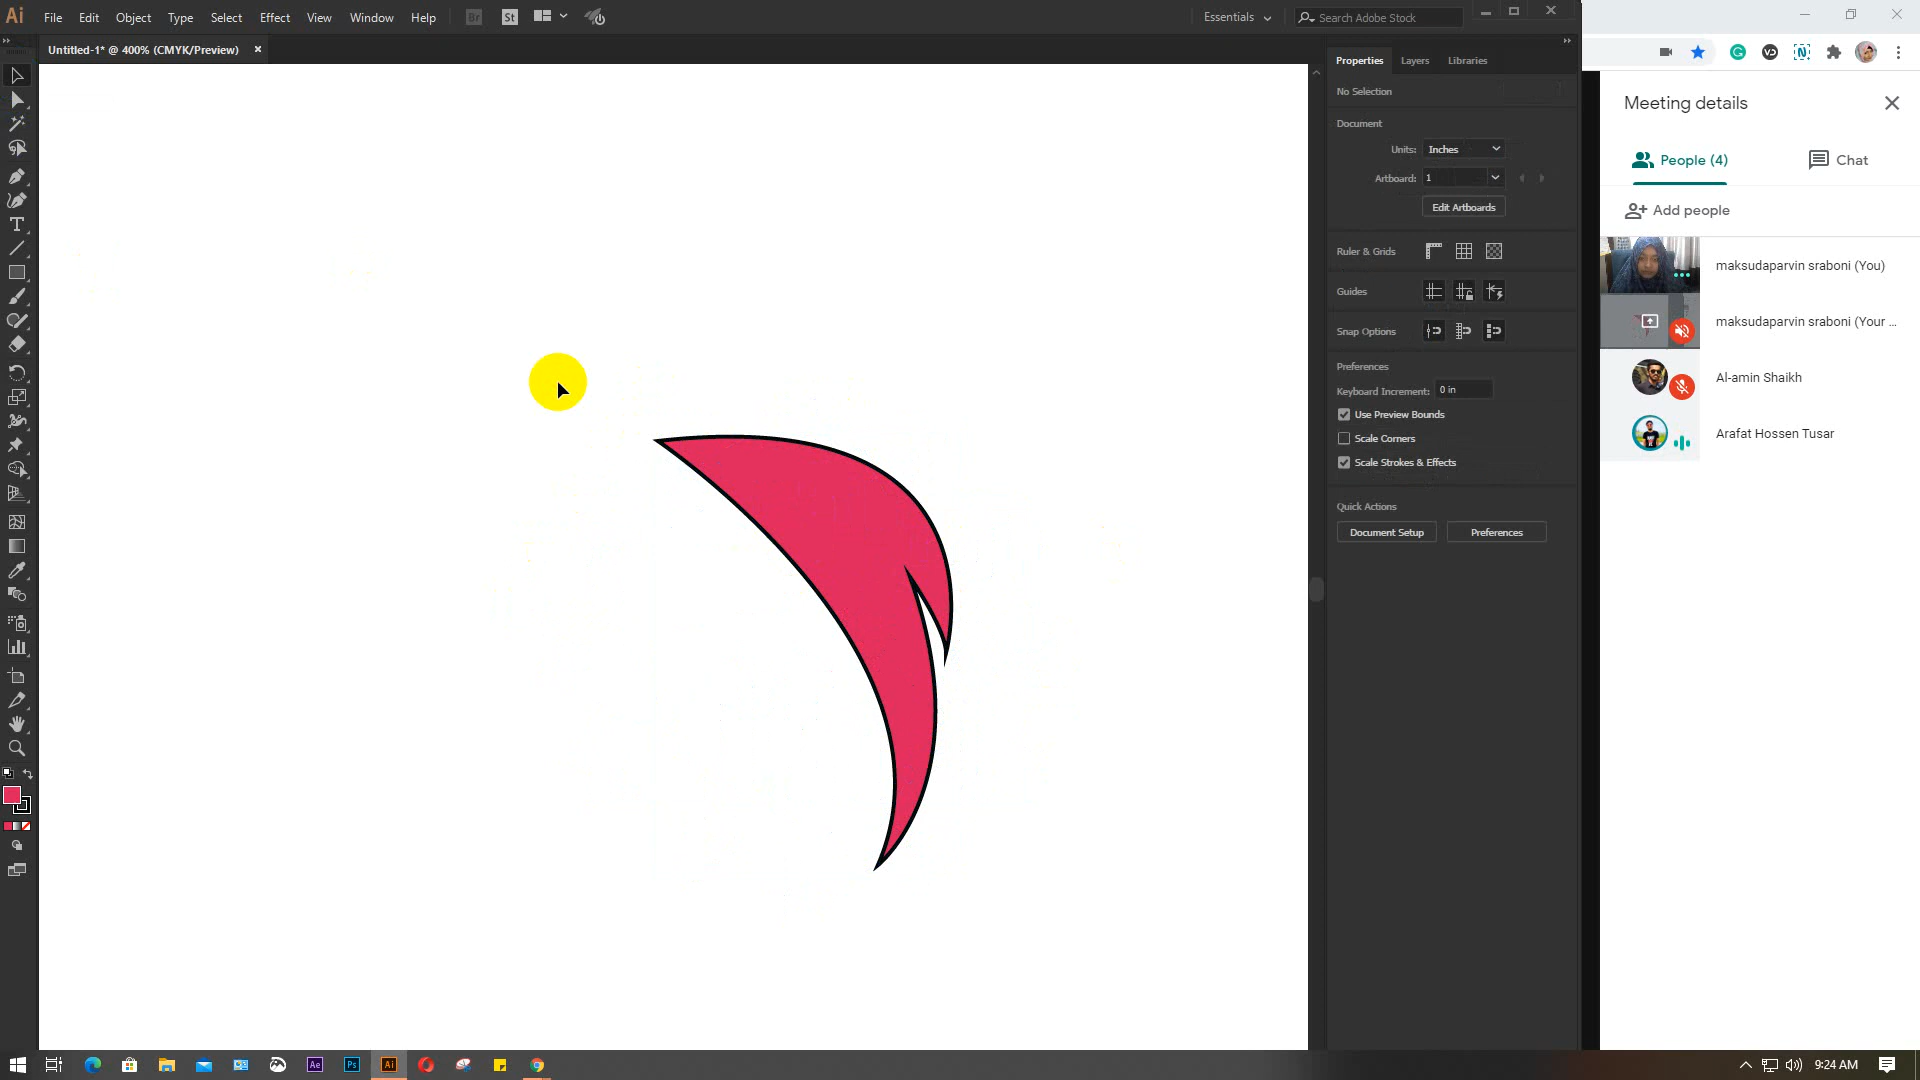 Ai File Edit Object Type Select Effect View Window Help Br St Essentials Search Adobe Stock
Untitled-1* @ 400% (CMYK/Preview) ×
Properties Layers Libraries
No Selection
Document
Units: Inches
Artboard: 1
Edit Artboards
Ruler & Grids
Guides
Snap Options
Preferences
Keyboard Increment: 0 in
Use Preview Bounds
Scale Corners
Scale Strokes & Effects
Quick Actions
Document Setup Preferences
Meeting details
People (4) Chat
Add people
maksudaparvin sraboni (You)
maksudaparvin sraboni (Your ...
Al-amin Shaikh
Arafat Hossen Tusar
Ae Ps Ai
9:24 AM